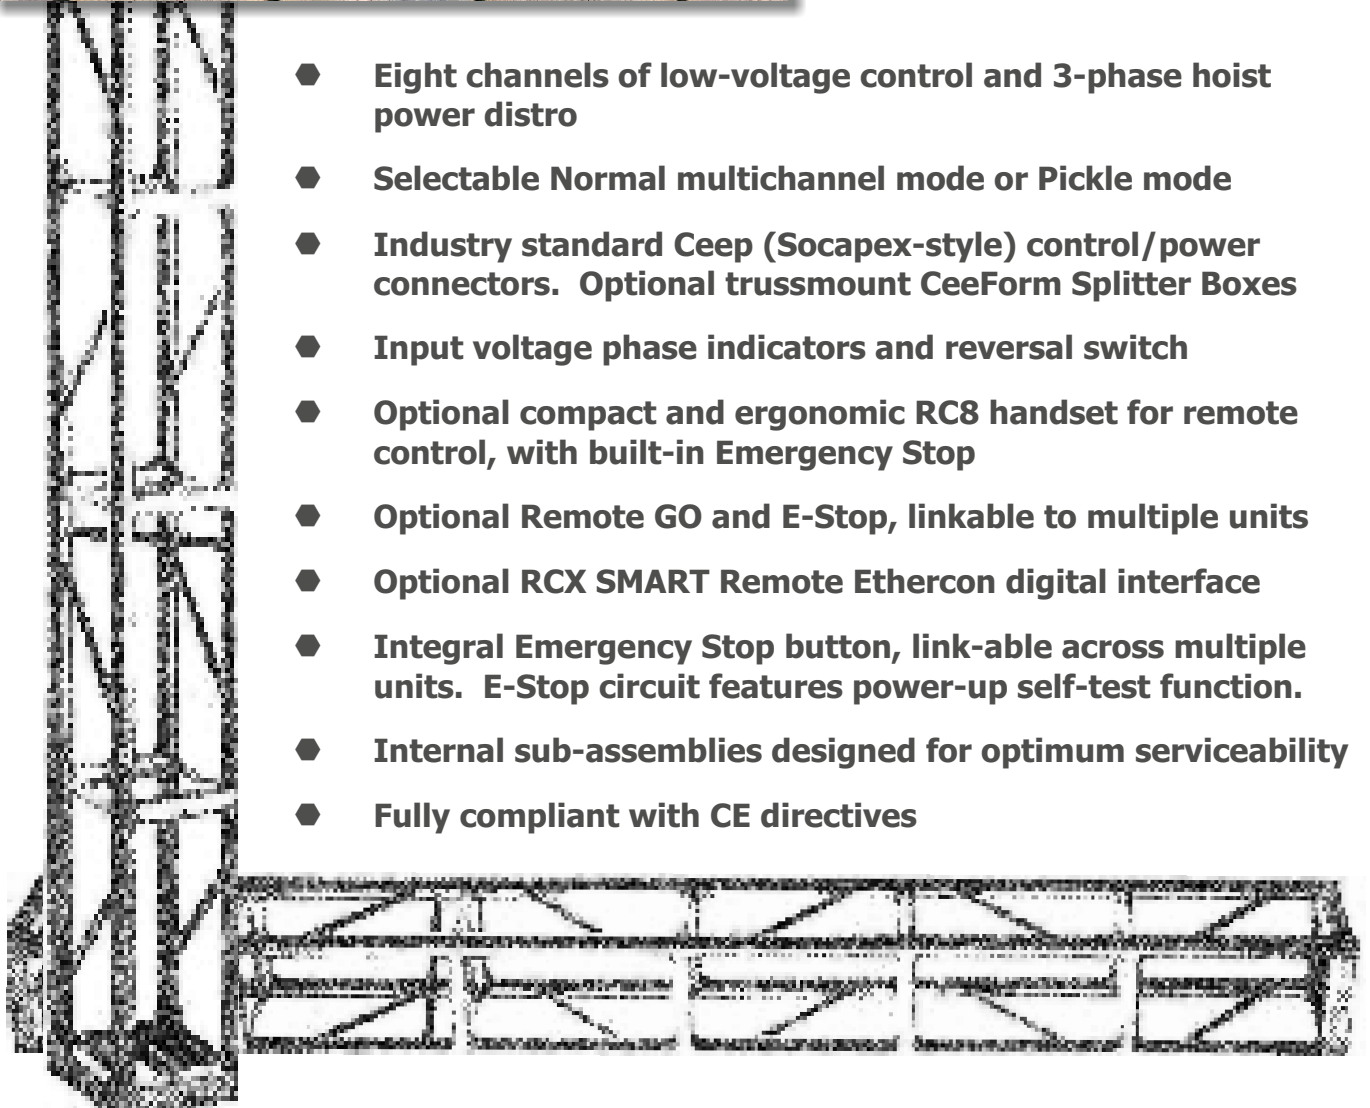 Eight channels of low-voltage control and 3-phase hoist
power distro
Selectable Normal multichannel mode or Pickle mode
Industry standard Ceep (Socapex-style) control/power
connectors.  Optional trussmount CeeForm Splitter Boxes
Input voltage phase indicators and reversal switch
Optional compact and ergonomic RC8 handset for remote
control, with built-in Emergency Stop
Optional Remote GO and E-Stop, linkable to multiple units
Optional RCX SMART Remote Ethercon digital interface
Integral Emergency Stop button, link-able across multiple
units.  E-Stop circuit features power-up self-test function.
Internal sub-assemblies designed for optimum serviceability
Fully compliant with CE directives